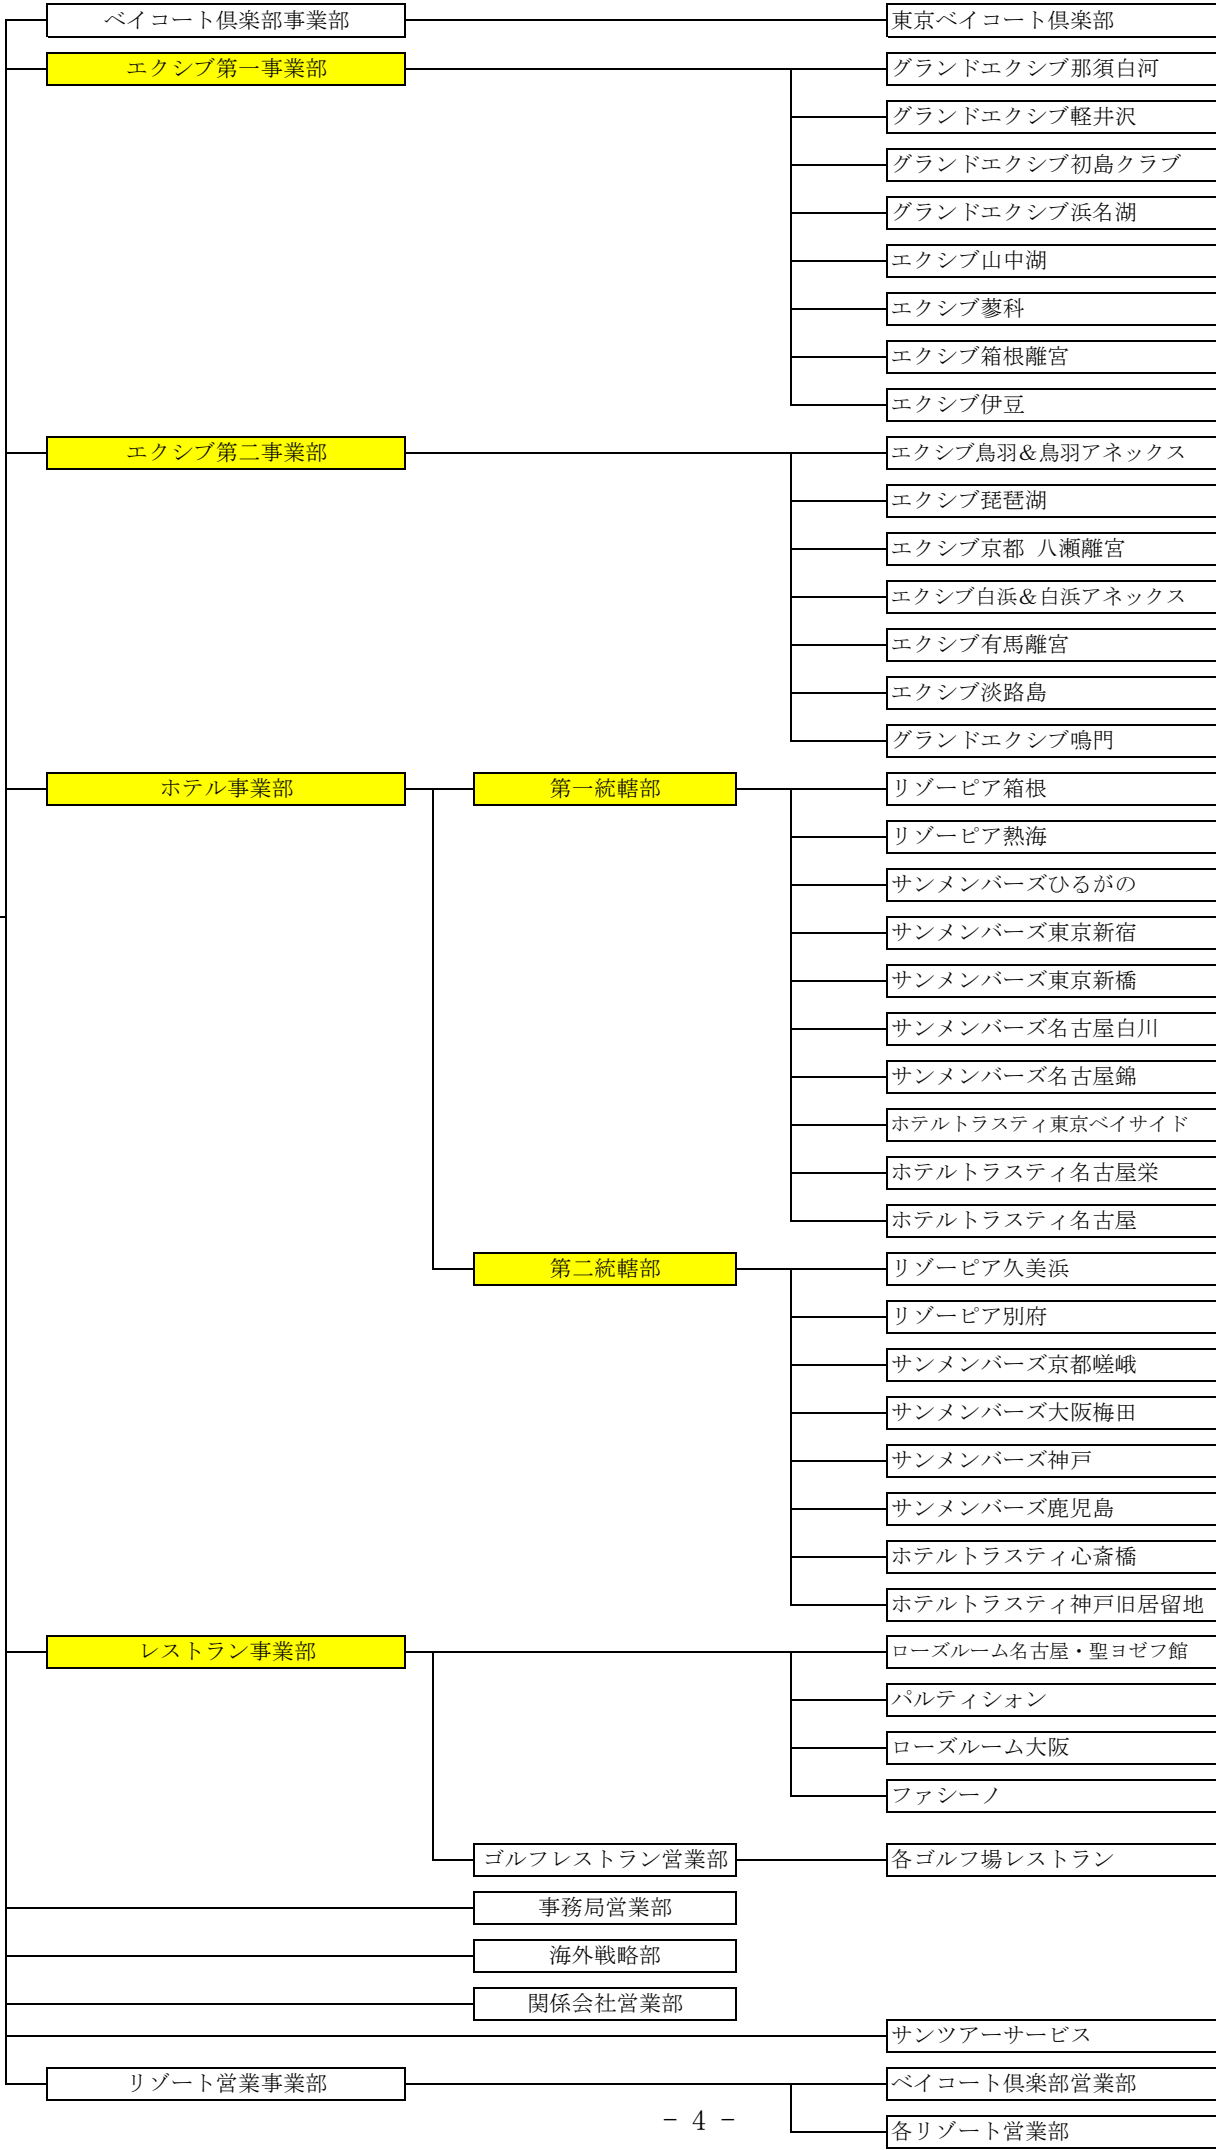 ベイコート倶楽部事業部
東京ベイコート倶楽部
エクシブ第一事業部
グランドエクシブ那須白河
グランドエクシブ軽井沢
グランドエクシブ初島クラブ
グランドエクシブ浜名湖
エクシブ山中湖
エクシブ蓼科
エクシブ箱根離宮
エクシブ伊豆
エクシブ第二事業部
エクシブ鳥羽&鳥羽アネックス
エクシブ琵琶湖
エクシブ京都 八瀬離宮
エクシブ白浜&白浜アネックス
エクシブ有馬離宮
エクシブ淡路島
グランドエクシブ鳴門
ホテル事業部
第一統轄部
リゾーピア箱根
リゾーピア熱海
サンメンバーズひるがの
サンメンバーズ東京新宿
サンメンバーズ東京新橋
サンメンバーズ名古屋白川
サンメンバーズ名古屋錦
ホテルトラスティ東京ベイサイド
ホテルトラスティ名古屋栄
ホテルトラスティ名古屋
第二統轄部
リゾーピア久美浜
リゾーピア別府
サンメンバーズ京都嵯峨
サンメンバーズ大阪梅田
サンメンバーズ神戸
サンメンバーズ鹿児島
ホテルトラスティ心斎橋
ホテルトラスティ神戸旧居留地
レストラン事業部
ローズルーム名古屋・聖ヨゼフ館
パルティション
ローズルーム大阪
ファシーノ
ゴルフレストラン営業部
各ゴルフ場レストラン
事務局営業部
海外戦略部
関係会社営業部
サンツアーサービス
リゾート営業事業部
ベイコート倶楽部営業部
各リゾート営業部
- 4 -